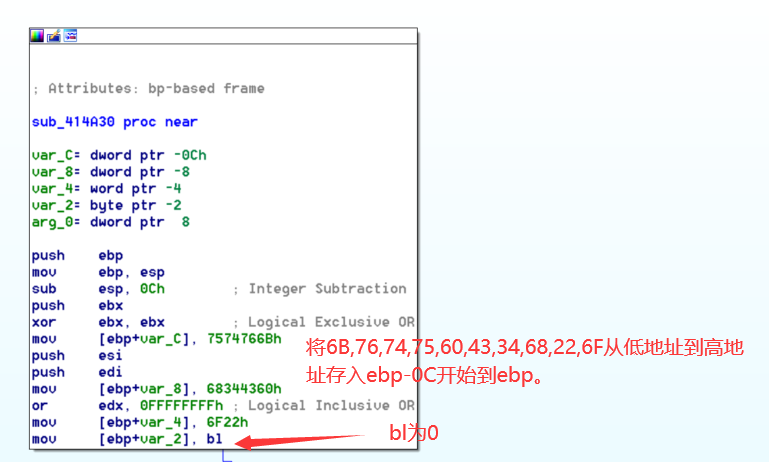 ; Attributes: bp-based frame
sub_414A30 proc near
var_C= dword ptr -0Ch
var_8= dword ptr -8
var_4= word ptr -4
var_2= byte ptr -2
arg_0= dword ptr  8
push    ebp
mov     ebp, esp
sub     esp, 0Ch        ; Integer Subtraction
push    ebx
xor     ebx, ebx        ; Logical Exclusive OR
mov     [ebp+var_C], 7574766Bh
push    esi
push    edi
mov     [ebp+var_8], 68344360h
or      edx, 0FFFFFFFFh ; Logical Inclusive OR
mov     [ebp+var_4], 6F22h
mov     [ebp+var_2], bl
将6B,76,74,75,60,43,34,68,22,6F从低地址到高地
址存入ebp-0C开始到ebp。
bl为0